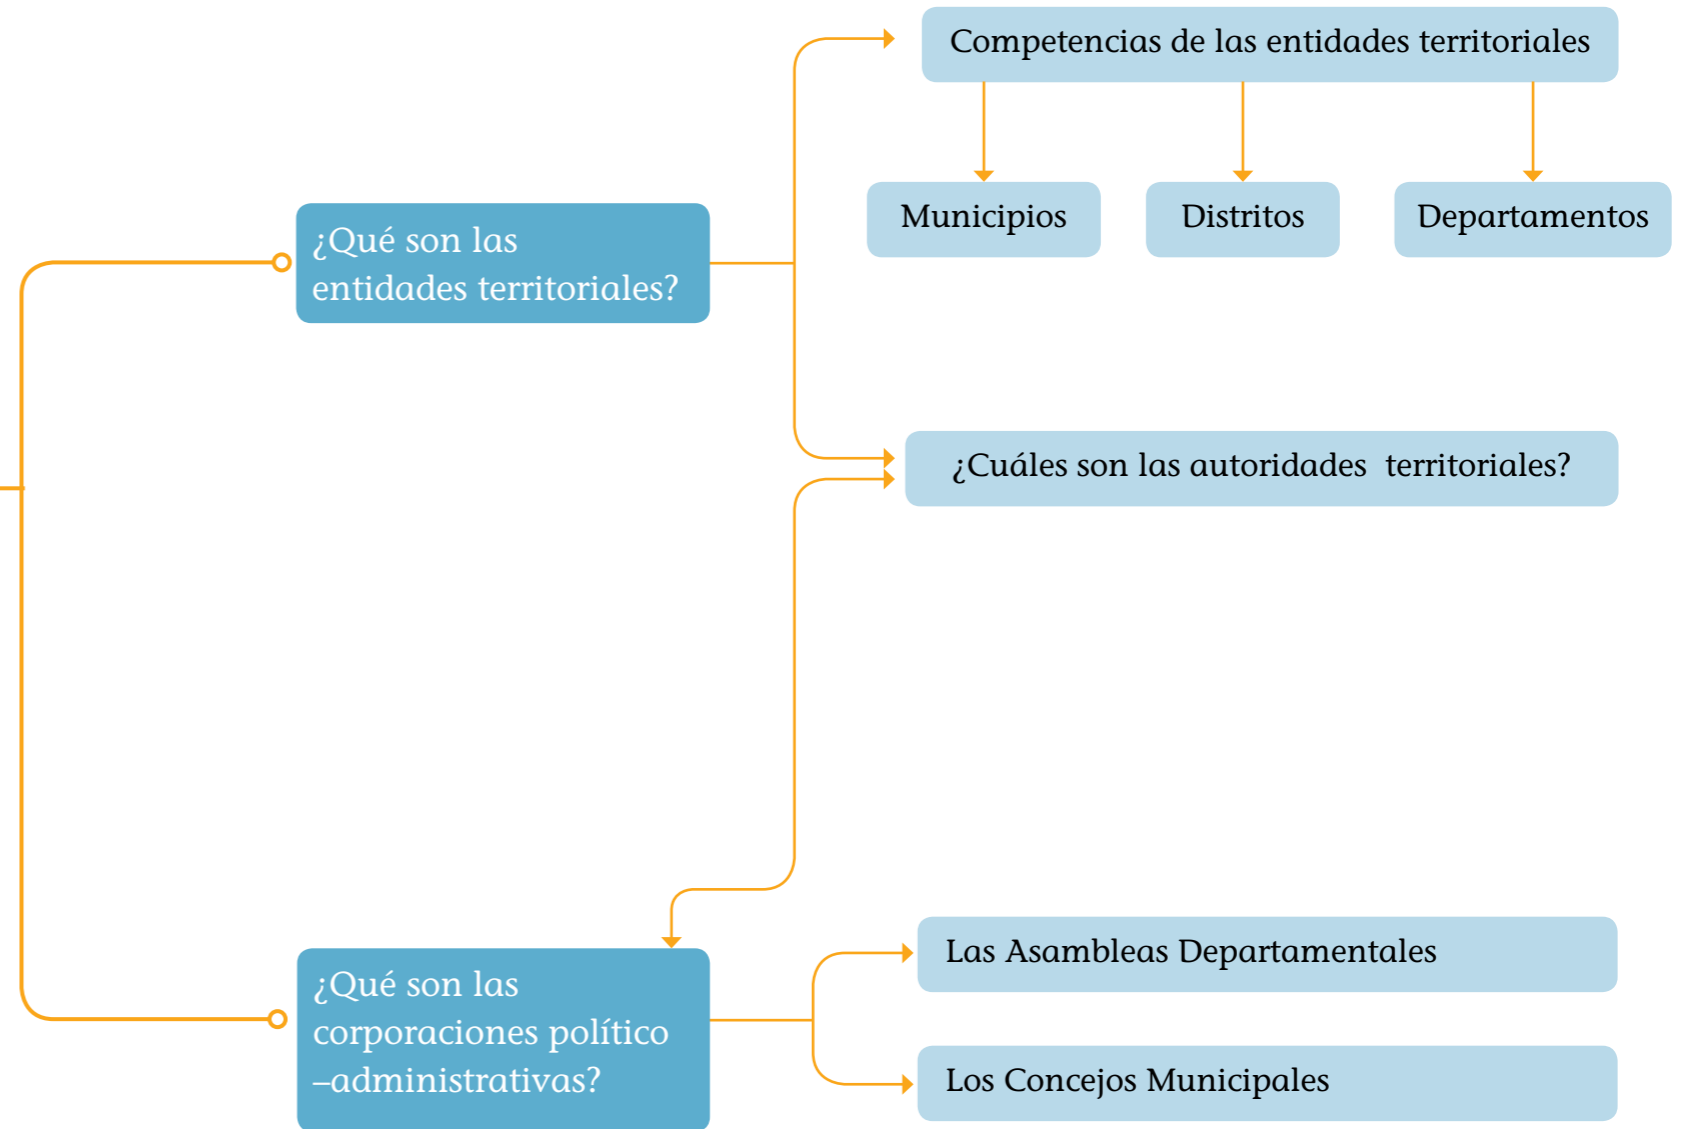 Competencias de las entidades territoriales
Municipios
Distritos
Departamentos
¿Qué son las
entidades territoriales?
¿Cuáles son las autoridades  territoriales?
¿Qué son las
corporaciones político
–administrativas?
Las Asambleas Departamentales
Los Concejos Municipales